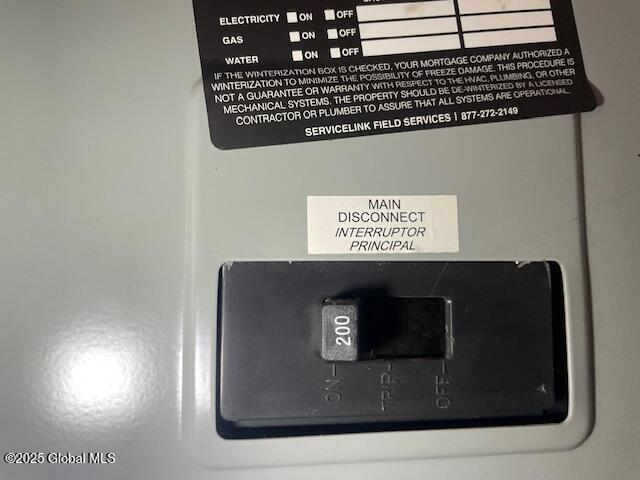 ELECTRICITY ON OFF
GAS ON OFF
WATER ON OFF
IF THE WINTERIZATION BOX IS CHECKED, YOUR MORTGAGE COMPANY AUTHORIZED A
WINTERIZATION TO MINIMIZE THE POSSIBILITY OF FREEZE DAMAGE. THIS PROCEDURE IS
NOT A GUARANTEE OR WARRANTY WITH RESPECT TO THE HVAC, PLUMBING, OR OTHER
MECHANICAL SYSTEMS. THE PROPERTY SHOULD BE DE-WINTERIZED BY A LICENSED
CONTRACTOR OR PLUMBER TO ASSURE THAT ALL SYSTEMS ARE OPERATIONAL.
SERVICELINK FIELD SERVICES | 877-272-2149
MAIN
DISCONNECT
INTERRUPTOR
PRINCIPAL
200
ON
TRIP
OFF
©2025 Global MLS